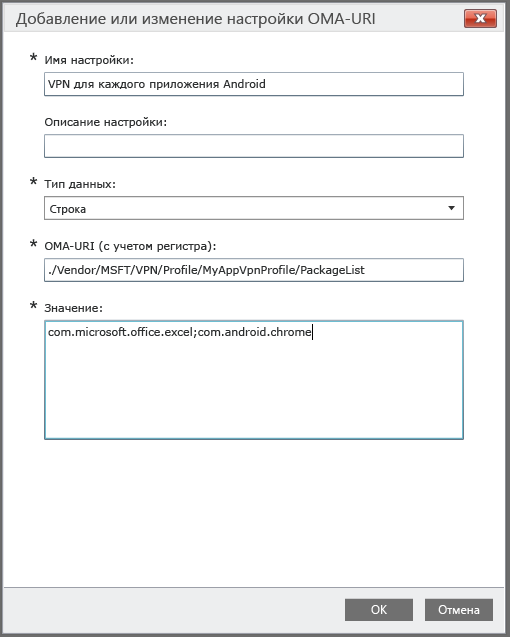 Добавление или изменение настройки OMA-URI
* Имя настройки:
VPN для каждого приложения Android
Описание настройки:
* Тип данных:
Строка
* OMA-URI (с учетом регистра):
./Vendor/MSFT/VPN/Profile/MyAppVpnProfile/PackageList
* Значение:
com.microsoft.office.excel;com.android.chrome
OK
Отмена